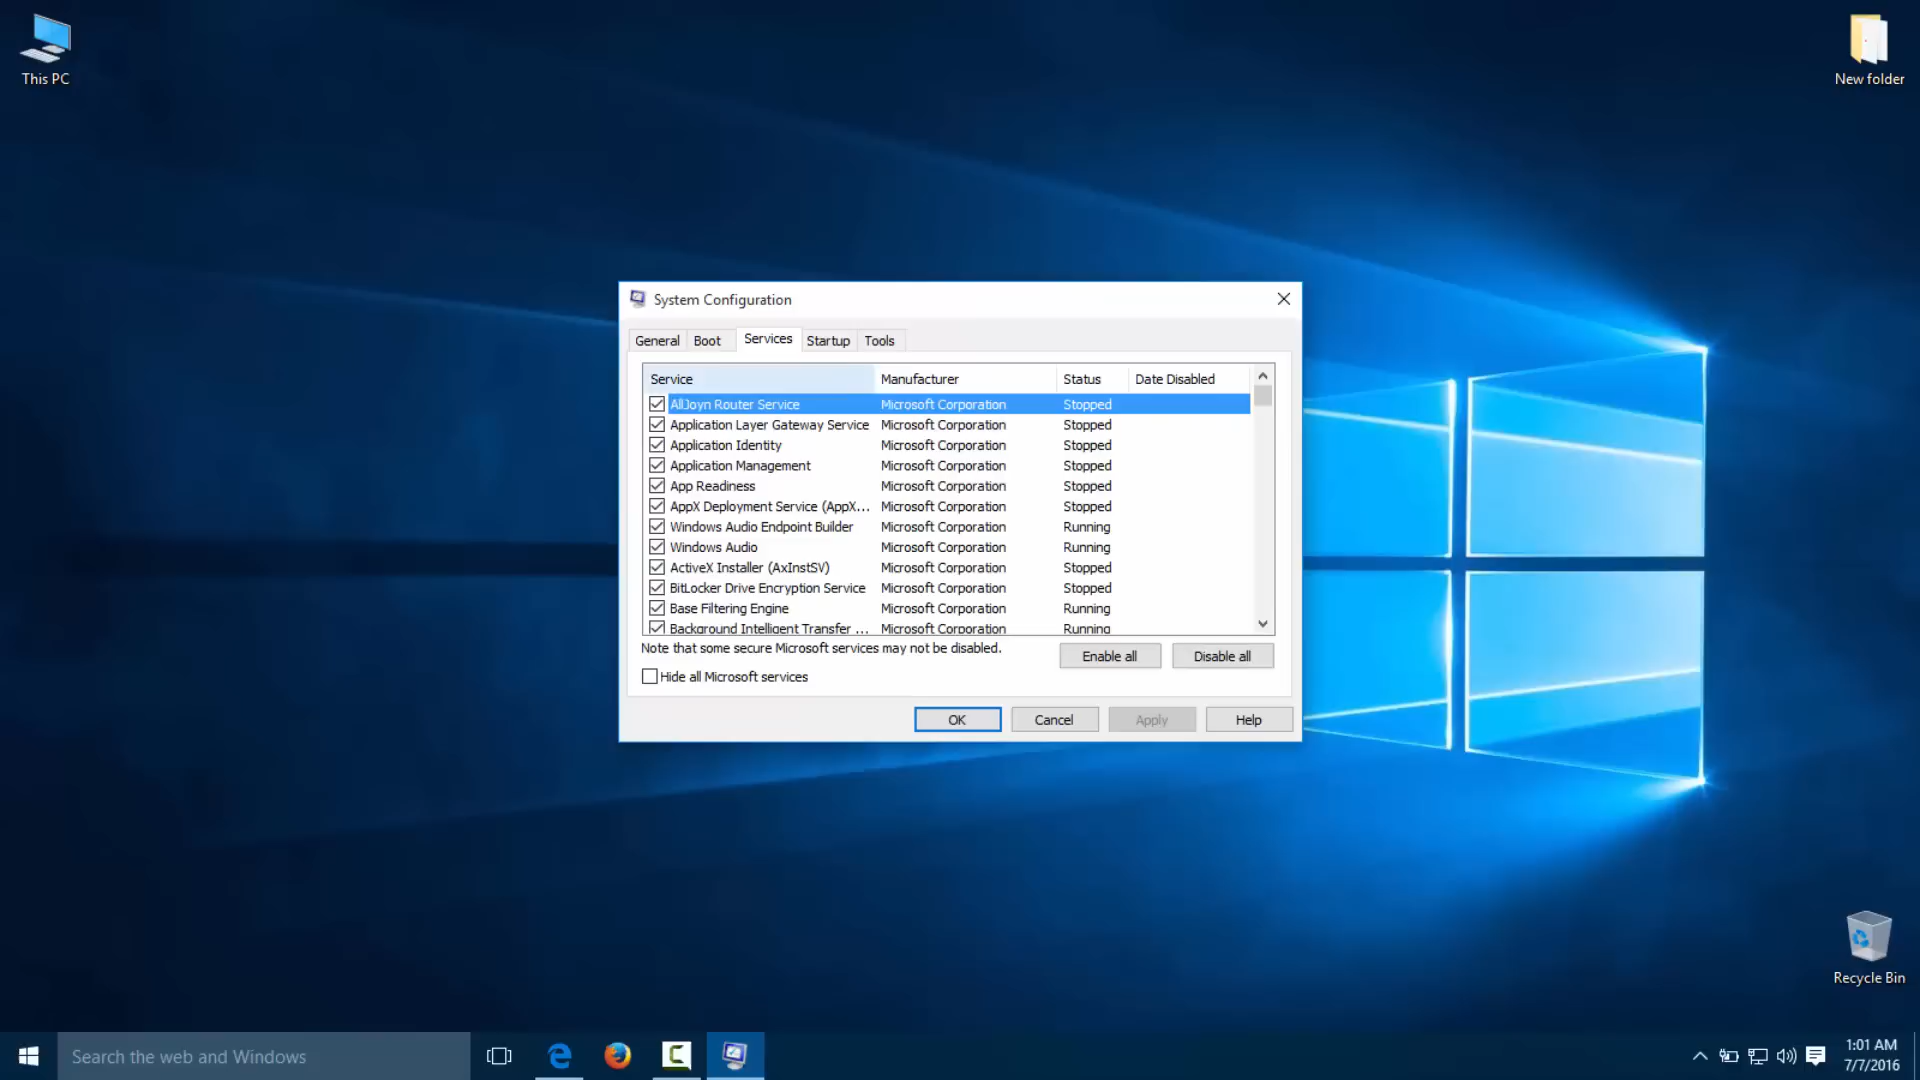 This PC
New folder
System Configuration
General Boot Services Startup Tools
Service Manufacturer Status Date Disabled
AllJoyn Router Service Microsoft Corporation Stopped
Application Layer Gateway Service Microsoft Corporation Stopped
Application Identity Microsoft Corporation Stopped
Application Management Microsoft Corporation Stopped
App Readiness Microsoft Corporation Stopped
AppX Deployment Service (AppX... Microsoft Corporation Stopped
Windows Audio Endpoint Builder Microsoft Corporation Running
Windows Audio Microsoft Corporation Running
ActiveX Installer (AxInstSV) Microsoft Corporation Stopped
BitLocker Drive Encryption Service Microsoft Corporation Stopped
Base Filtering Engine Microsoft Corporation Running
Background Intelligent Transfer ... Microsoft Corporation Running
Note that some secure Microsoft services may not be disabled.
Enable all Disable all
Hide all Microsoft services
OK Cancel Apply Help
Recycle Bin
Search the web and Windows
1:01 AM
7/7/2016